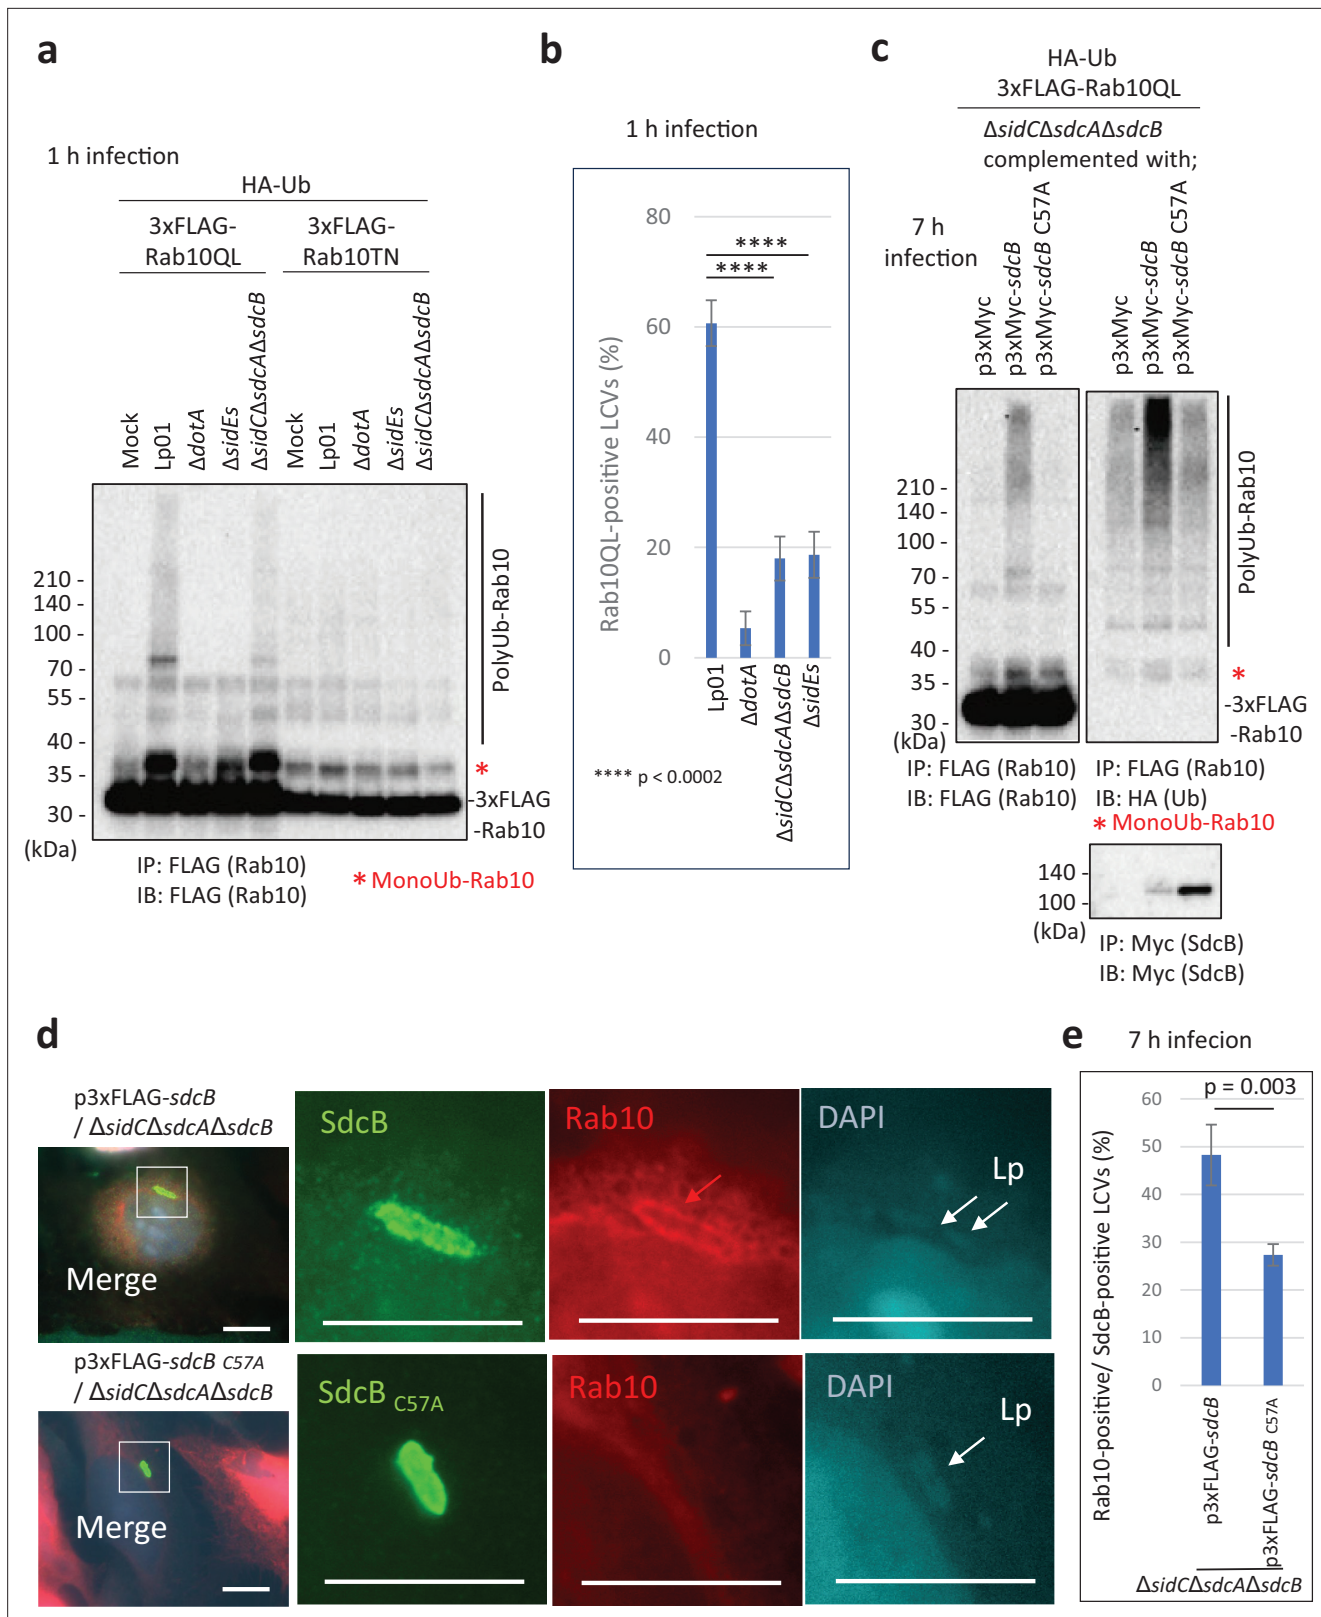 a
1 h infection
HA-Ub
3xFLAG-
Rab10QL
3xFLAG-
Rab10TN
Mock
Lp01
ΔdotA
ΔsidEs
ΔsidCΔsdcAΔsdcB
Mock
Lp01
ΔdotA
ΔsidEs
ΔsidCΔsdcAΔsdcB
210 -
140 -
100 -
70 -
55 -
40 -
35 -
30 -
(kDa)
PolyUb-Rab10
*
-3xFLAG
-Rab10
IP: FLAG (Rab10)
IB: FLAG (Rab10)
* MonoUb-Rab10
b
1 h infection
Rab10QL-positive LCVs (%)
80
60
40
20
0
****
****
Lp01
ΔdotA
ΔsidCΔsdcAΔsdcB
ΔsidEs
**** p < 0.0002
c
HA-Ub
3xFLAG-Rab10QL
ΔsidCΔsdcAΔsdcB
complemented with;
7 h
infection
p3xMyc
p3xMyc-sdcB
p3xMyc-sdcB C57A
p3xMyc
p3xMyc-sdcB
p3xMyc-sdcB C57A
210 -
140 -
100 -
70 -
55 -
40 -
35 -
30 -
(kDa)
PolyUb-Rab10
*
-3xFLAG
-Rab10
IP: FLAG (Rab10)
IB: FLAG (Rab10)
IP: FLAG (Rab10)
IB: HA (Ub)
* MonoUb-Rab10
140 -
100 -
(kDa)
IP: Myc (SdcB)
IB: Myc (SdcB)
d
p3xFLAG-sdcB
/ ΔsidCΔsdcAΔsdcB
Merge
SdcB
Rab10
DAPI
Lp
p3xFLAG-sdcB C57A
/ ΔsidCΔsdcAΔsdcB
Merge
SdcB C57A
Rab10
DAPI
Lp
e
7 h infecion
Rab10-positive/ SdcB-positive LCVs (%)
p = 0.003
60
50
40
30
20
10
0
p3xFLAG-sdcB
p3xFLAG-sdcB C57A
ΔsidCΔsdcAΔsdcB